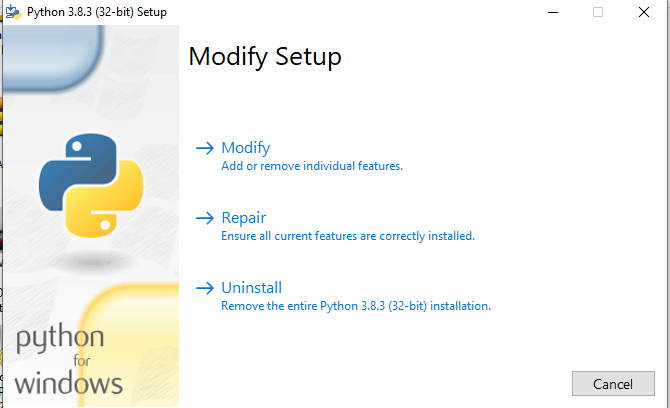 Python 3.8.3 (32-bit) Setup
Modify Setup
Modify
Add or remove individual features.
Repair
Ensure all current features are correctly installed.
Uninstall
Remove the entire Python 3.8.3 (32-bit) installation.
python
for
windows
Cancel